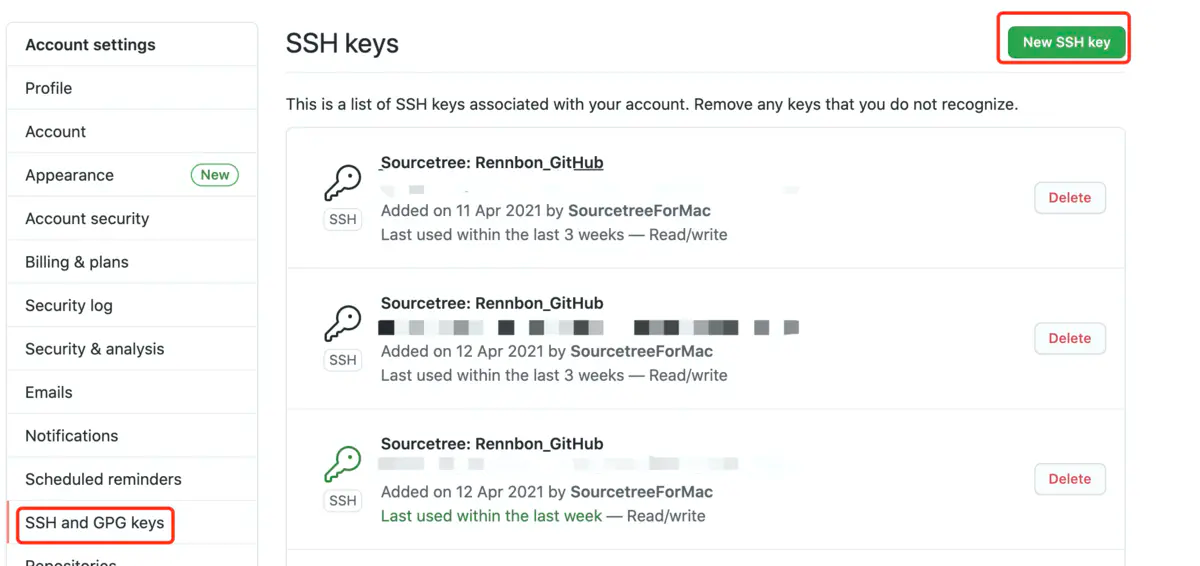 Account settings
Profile
Account
Appearance New
Account security
Billing & plans
Security log
Security & analysis
Emails
Notifications
Scheduled reminders
SSH and GPG keys
Repositories
SSH keys
New SSH key
This is a list of SSH keys associated with your account. Remove any keys that you do not recognize.
Sourcetree: Rennbon_GitHub
SSH
Added on 11 Apr 2021 by SourcetreeForMac
Last used within the last 3 weeks — Read/write
Delete
Sourcetree: Rennbon_GitHub
SSH
Added on 12 Apr 2021 by SourcetreeForMac
Last used within the last 3 weeks — Read/write
Delete
Sourcetree: Rennbon_GitHub
SSH
Added on 12 Apr 2021 by SourcetreeForMac
Last used within the last week — Read/write
Delete